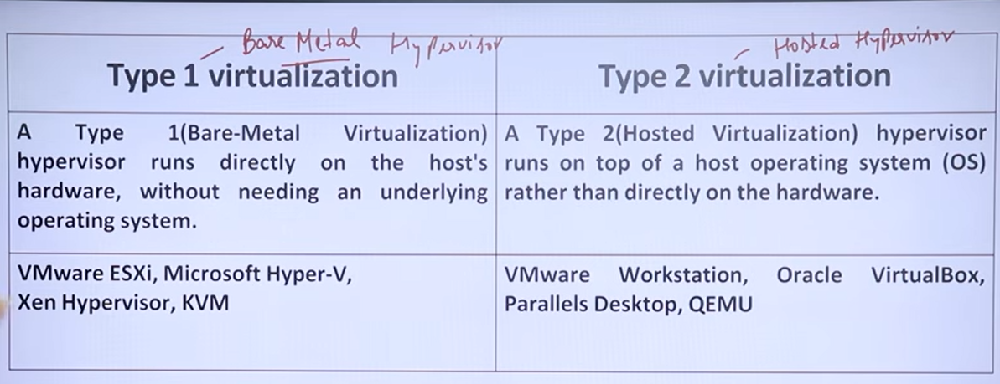 Bare Metal Hypervisor
Type 1 virtualization
Hosted Hypervisor
Type 2 virtualization
A Type 1(Bare-Metal Virtualization)
hypervisor runs directly on the host's
hardware, without needing an underlying
operating system.
A Type 2(Hosted Virtualization) hypervisor
runs on top of a host operating system (OS)
rather than directly on the hardware.
VMware ESXi, Microsoft Hyper-V,
Xen Hypervisor, KVM
VMware Workstation, Oracle VirtualBox,
Parallels Desktop, QEMU